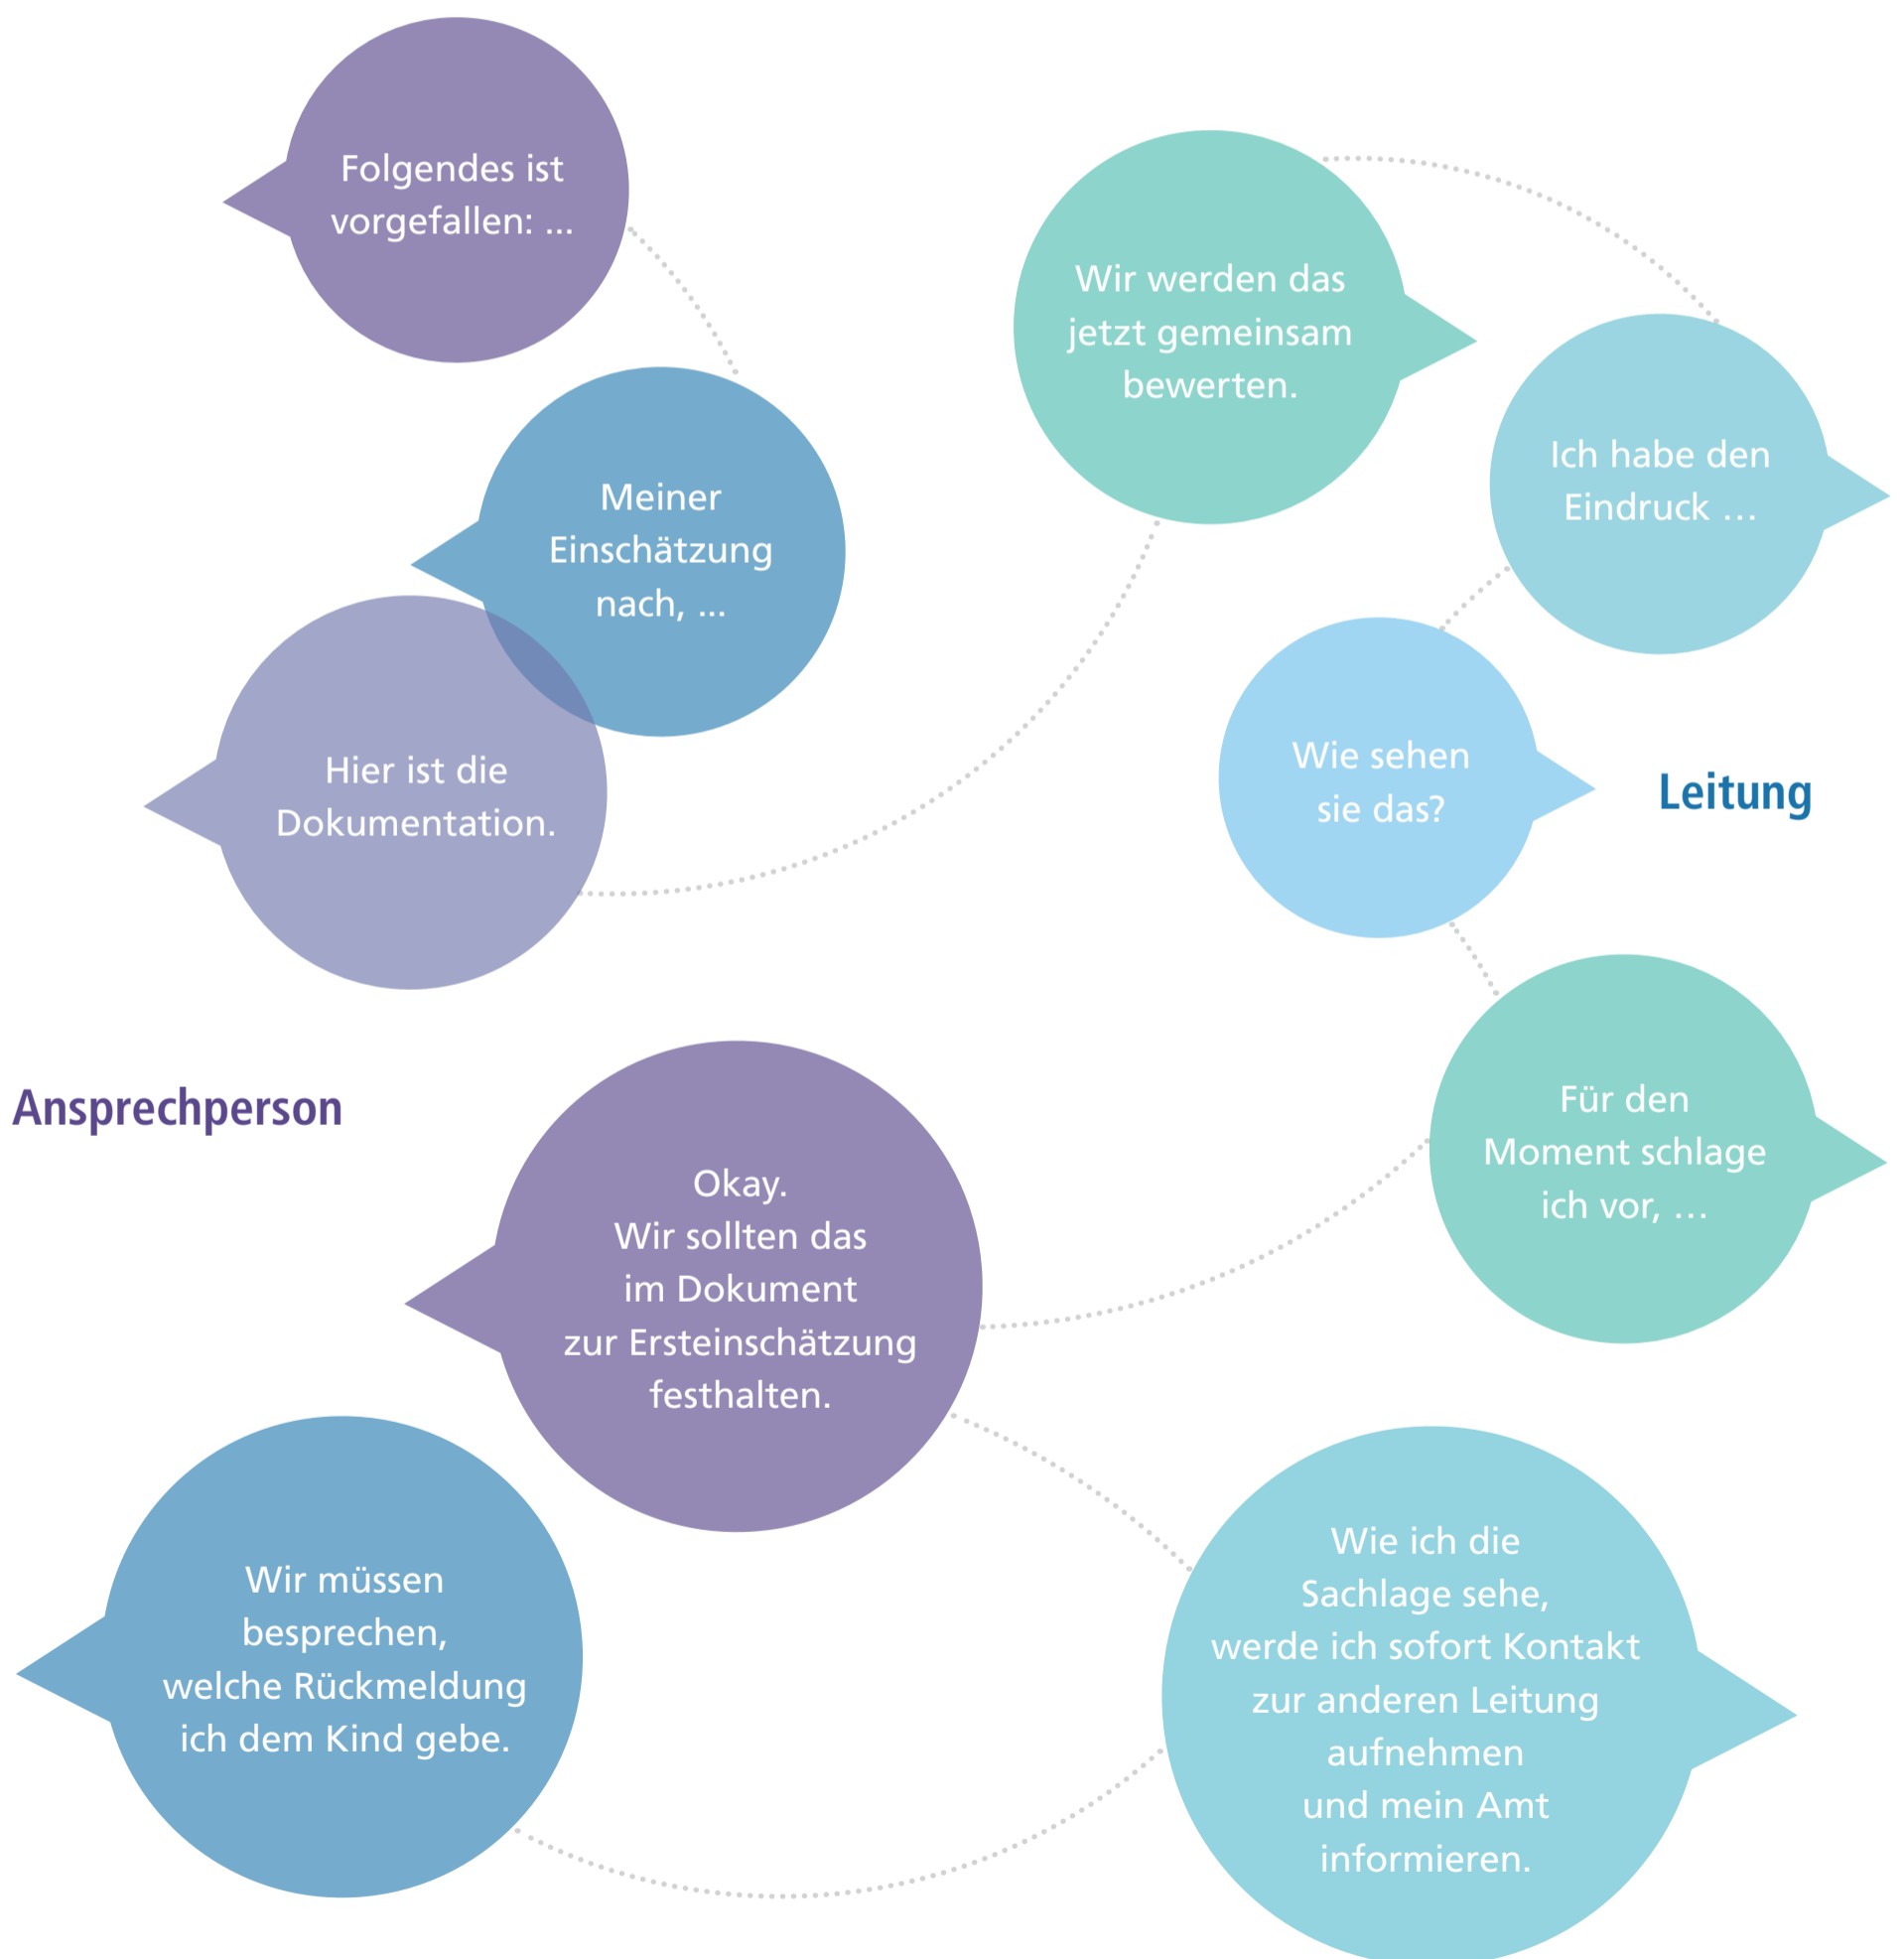 Folgendes ist
vorgefallen: ...
Meiner
Einschätzung
nach, ...
Hier ist die
Dokumentation.
Wir werden das
jetzt gemeinsam
bewerten.
Ich habe den
Eindruck …
Wie sehen
sie das?
Leitung
Für den
Moment schlage
ich vor, …
Ansprechperson
Okay.
Wir sollten das
im Dokument
zur Ersteinschätzung
festhalten.
Wie ich die
Sachlage sehe,
werde ich sofort Kontakt
zur anderen Leitung
aufnehmen
und mein Amt
informieren.
Wir müssen
besprechen,
welche Rückmeldung
ich dem Kind gebe.